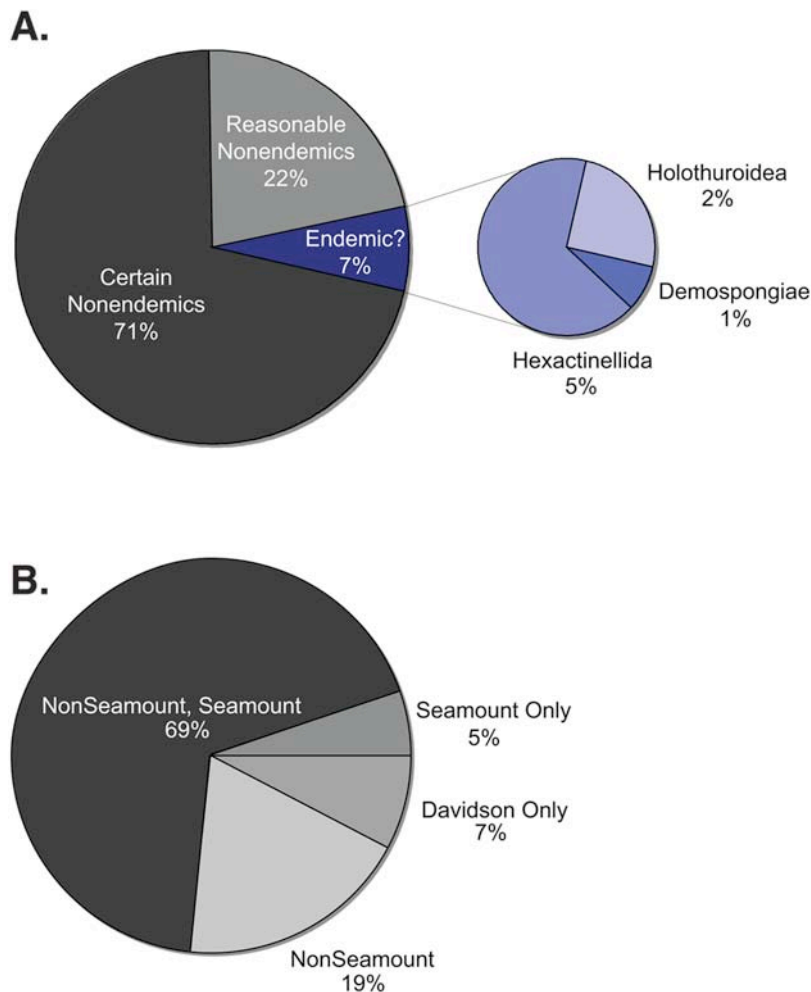 A.
Reasonable
Nonendemics
22%
Holothuroidea
2%
Endemic?
7%
Certain
Nonendemics
71%
Demospongiae
1%
Hexactinellida
5%
B.
NonSeamount, Seamount
69%
Seamount Only
5%
Davidson Only
7%
NonSeamount
19%